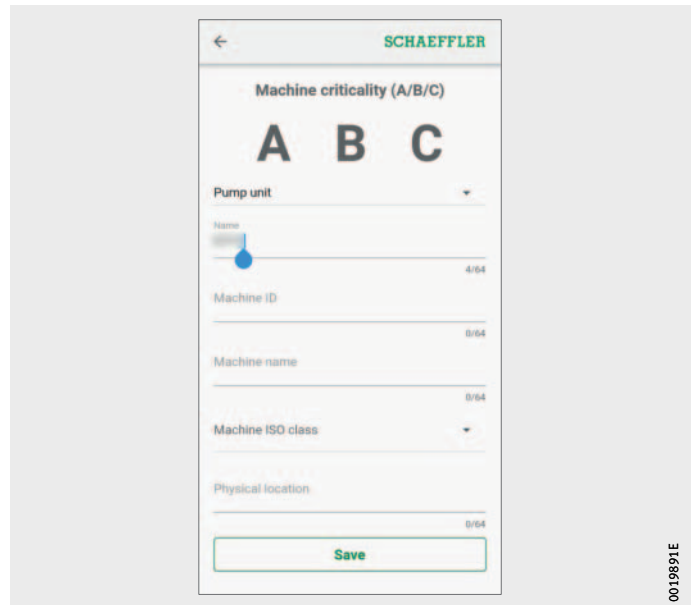 ← SCHAEFFLER
Machine criticality (A/B/C)
A B C
Pump unit
Name
4/64
Machine ID
0/64
Machine name
0/64
Machine ISO class
Physical location
0/64
Save
0019891E